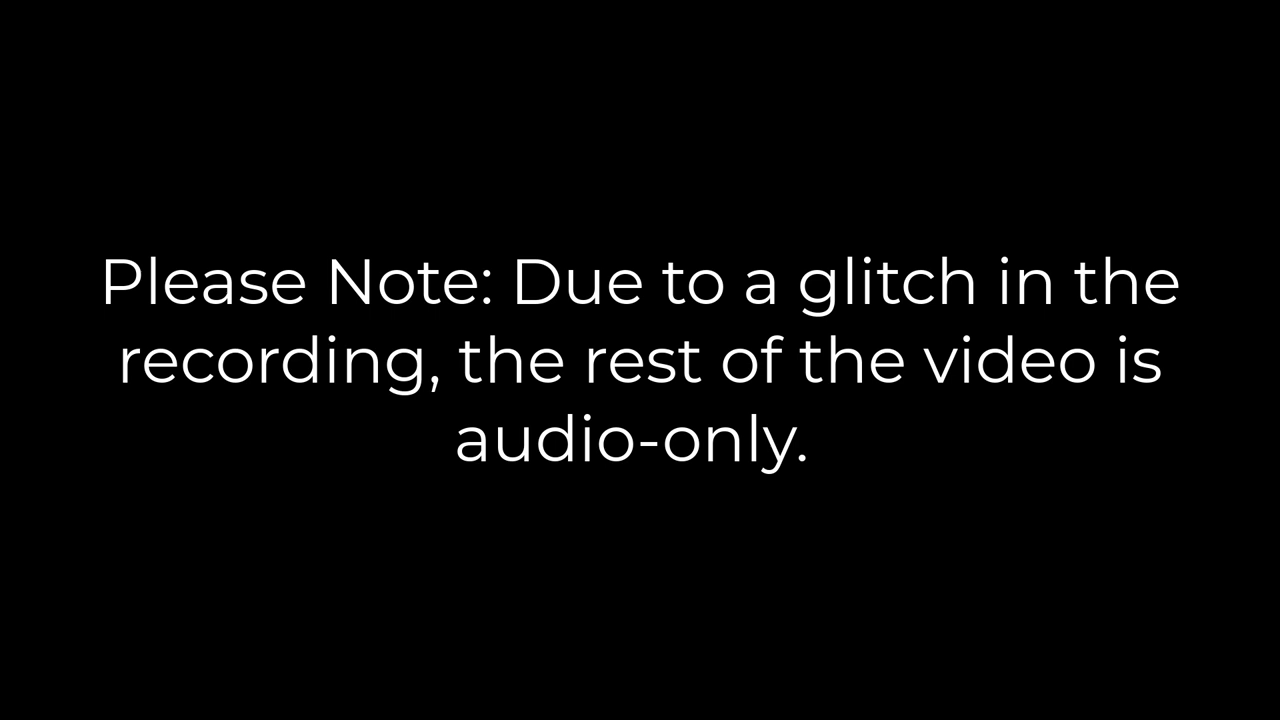 Please Note: Due to a glitch in the
recording, the rest of the video is
audio-only.